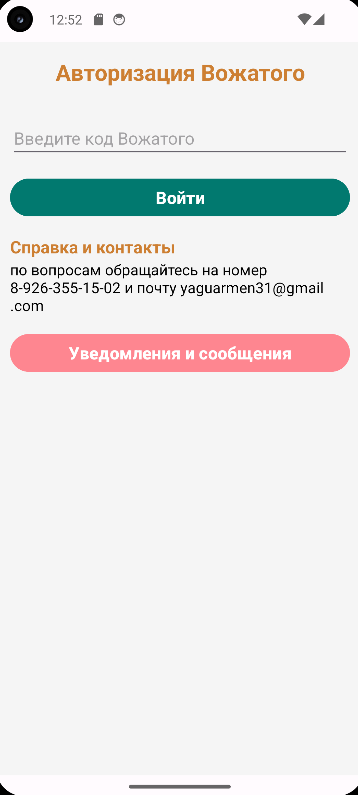 12:52
Авторизация Вожатого
Введите код Вожатого
Войти
Справка и контакты
по вопросам обращайтесь на номер
8-926-355-15-02 и почту yaguarmen31@gmail
.com
Уведомления и сообщения